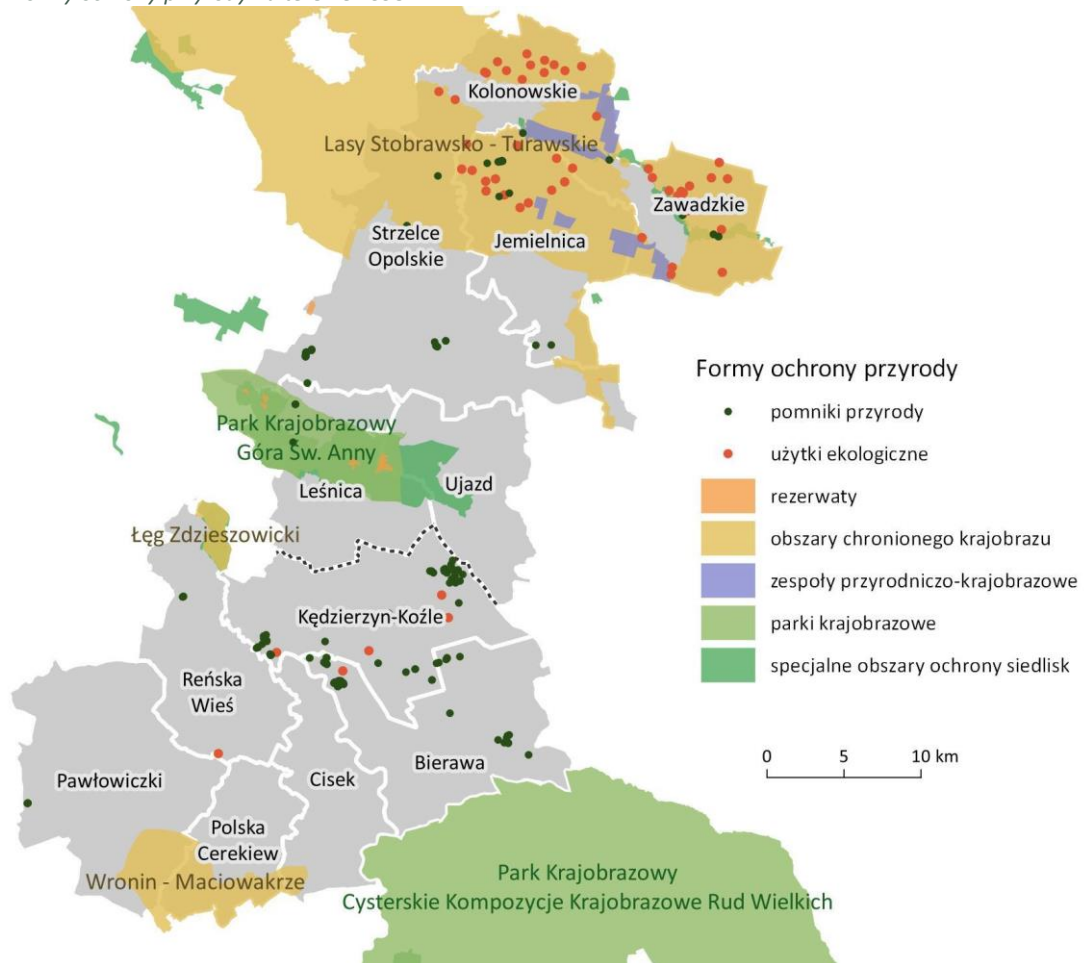 Kolonowskie
Lasy Stobrawsko - Turawskie
Zawadzkie
Strzelce
Opolskie
Jemielnica
Park Krajobrazowy
Góra Św. Anny
Leśnica
Ujazd
Łęg Zdzieszowicki
Kędzierzyn-Koźle
Reńska
Wieś
Pawłowiczki
Cisek
Bierawa
Polska
Cerekiew
Wronin - Maciowakrze
Park Krajobrazowy
Cysterskie Kompozycje Krajobrazowe Rud Wielkich
Formy ochrony przyrody
pomniki przyrody
użytki ekologiczne
rezerwaty
obszary chronionego krajobrazu
zespoły przyrodniczo-krajobrazowe
parki krajobrazowe
specjalne obszary ochrony siedlisk
0 5 10 km